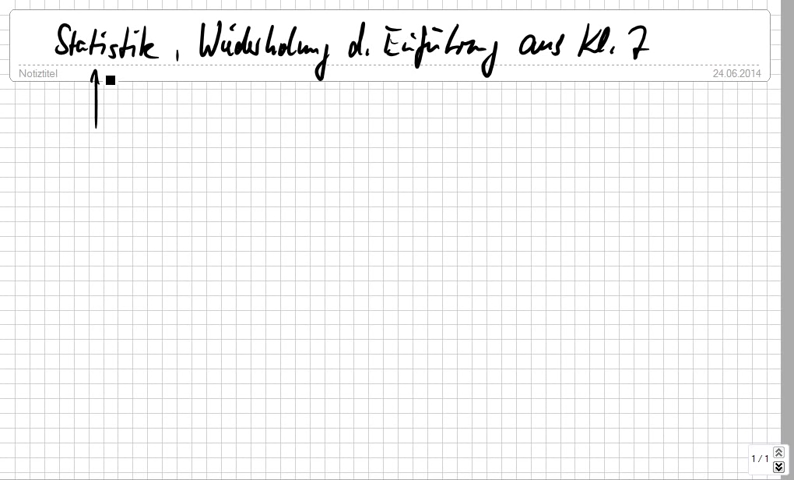 Statistik, Wiederholung d. Einführung aus Kl. 7
Notiztitel 24.06.2014
1 / 1